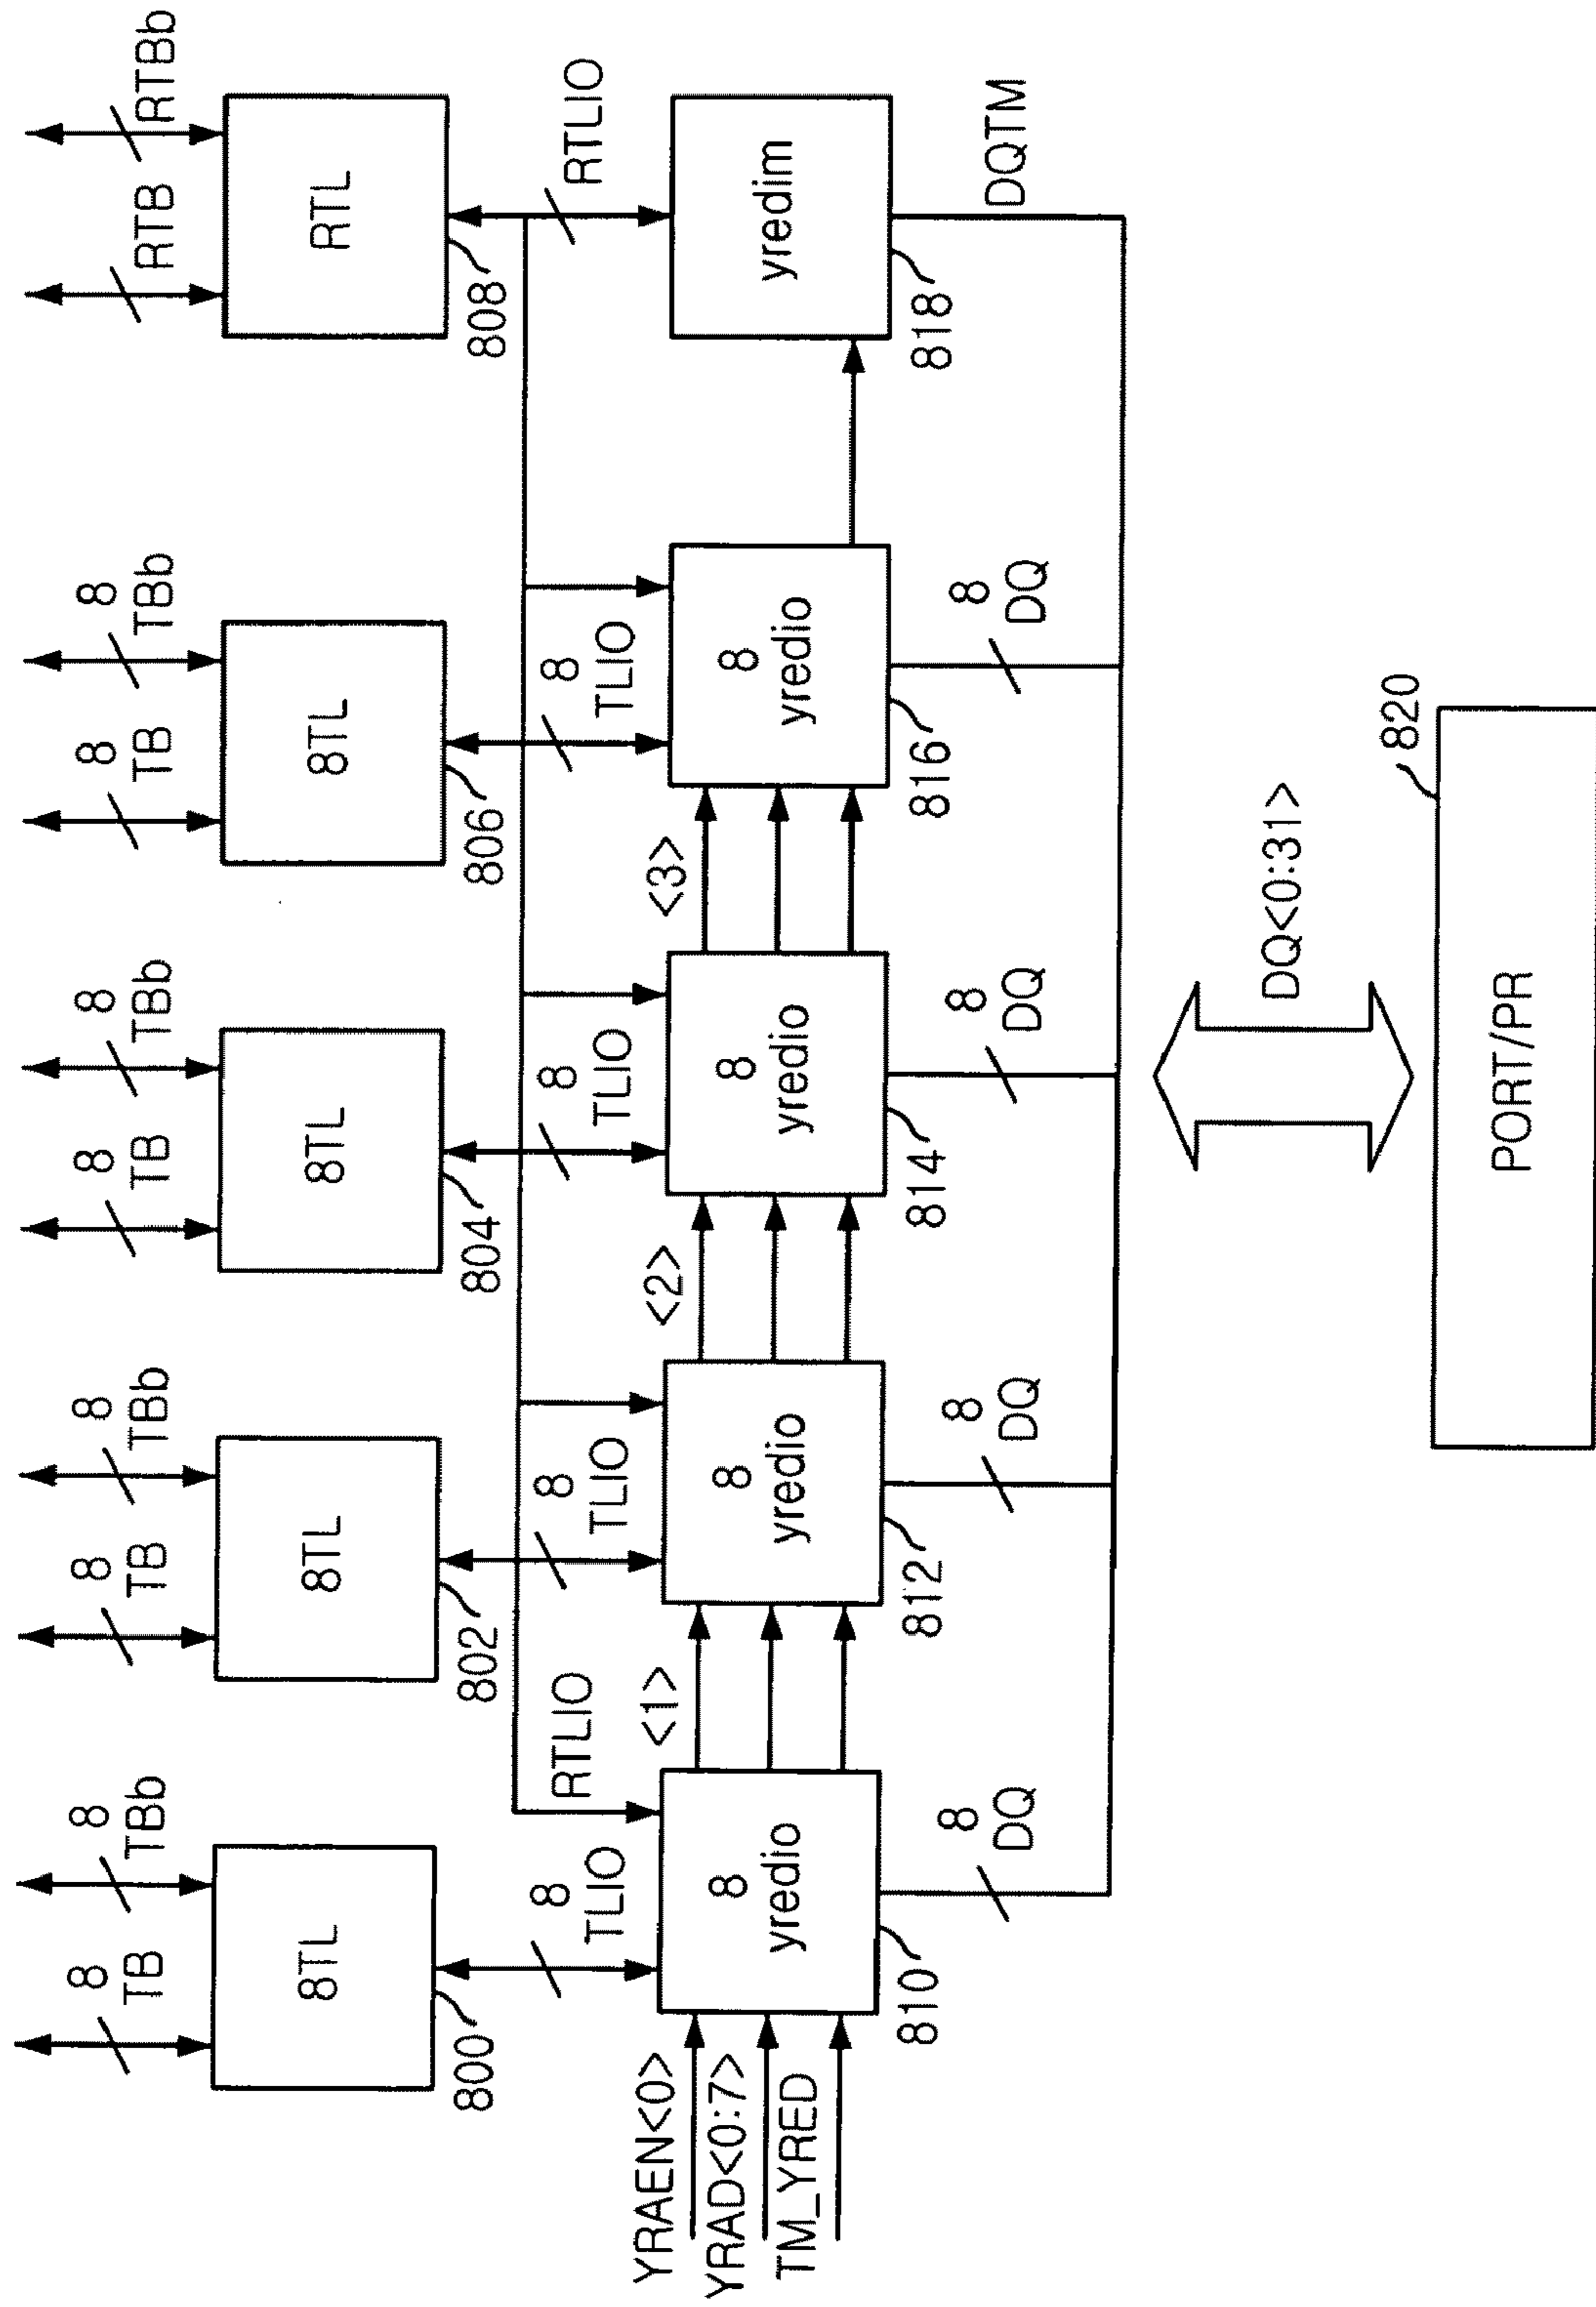 8
TB
8
TBb
8
TB
8
TBb
8
TB
8
TBb
8
TB
8
TBb
RTB
RTBb
8TL
8TL
8TL
8TL
RTL
800
802
804
806
808
8
TLIO
RTLIO
8
TLIO
8
TLIO
8
TLIO
RTLIO
YRAEN<0>
YRAD<0:7>
TM_YRED
<1>
<2>
<3>
8
yredio
8
yredio
8
yredio
8
yredio
yredim
810
812
814
816
818
8
DQ
8
DQ
8
DQ
8
DQ
DQTM
DQ<0:31>
820
PORT/PR